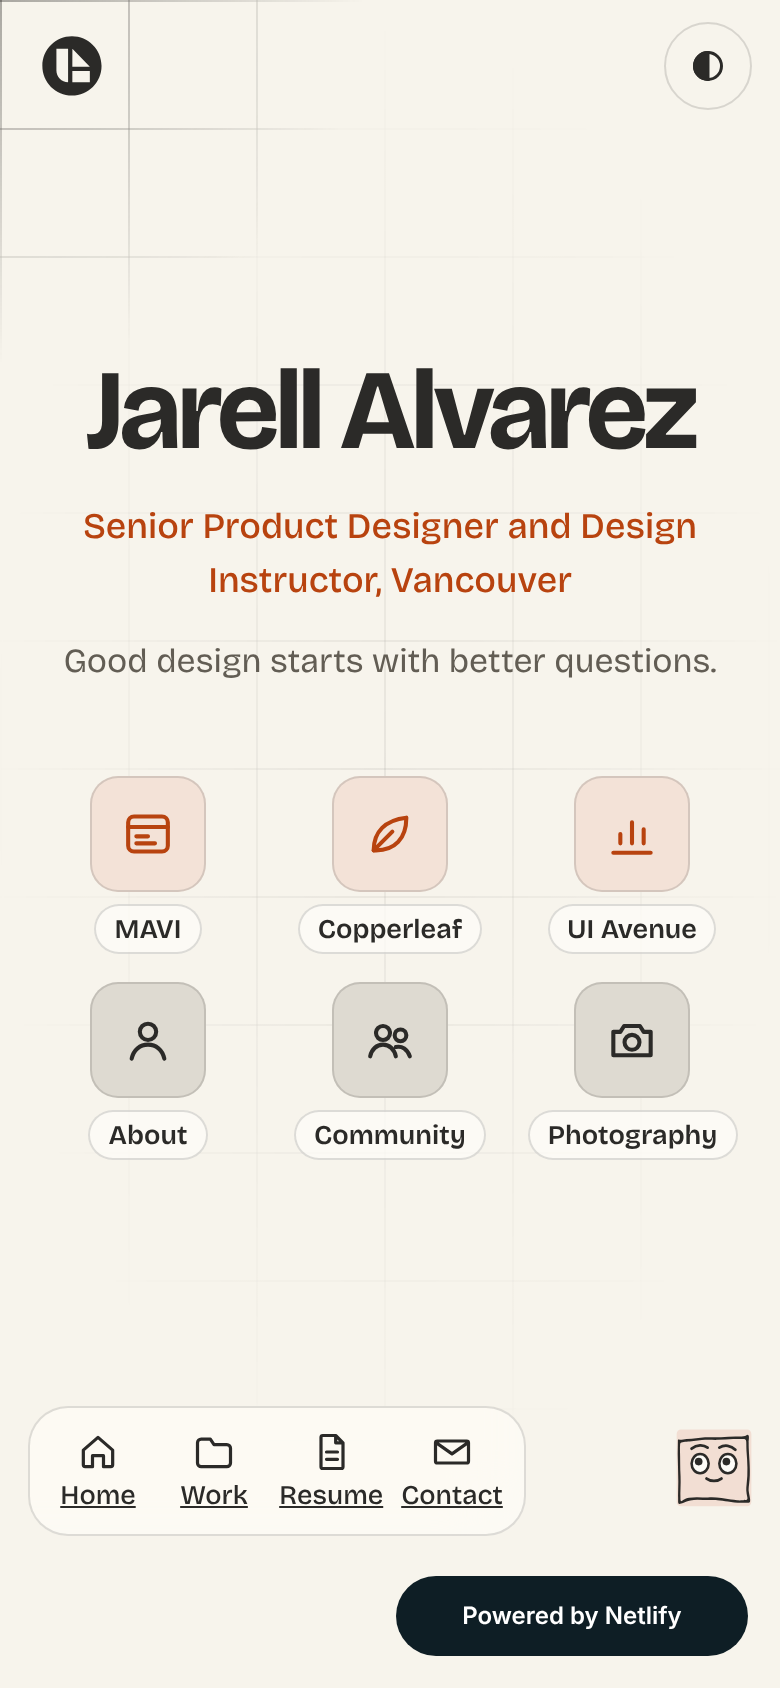 Jarell Alvarez
Senior Product Designer and Design
Instructor, Vancouver
Good design starts with better questions.
MAVI
Copperleaf
UI Avenue
About
Community
Photography
Home
Work
Resume
Contact
Powered by Netlify